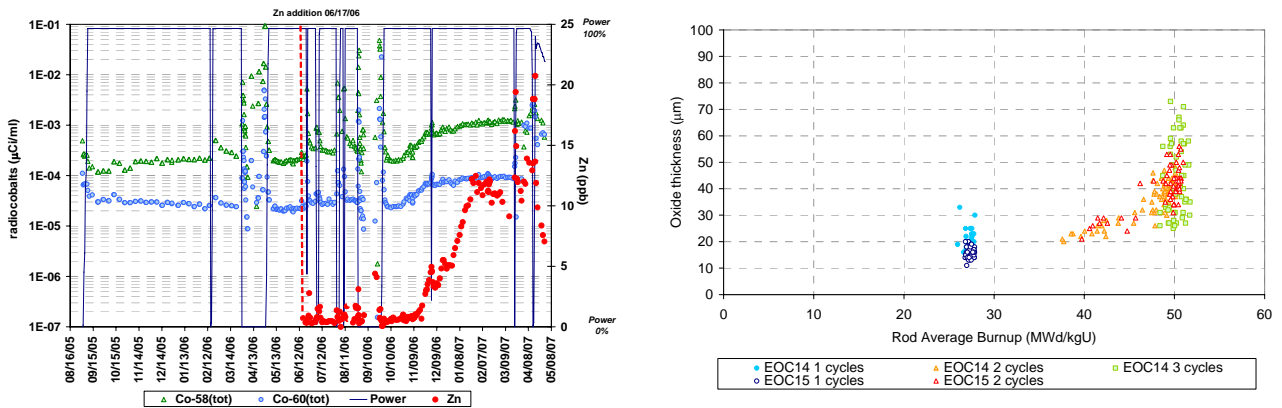 Zn addition 06/17/06
Power
100%
1E-01
1E-02
1E-03
1E-04
1E-05
1E-06
1E-07
radiocobalts (µCi/ml)
25
20
15
10
5
0
Zn (ppb)
Power
0%
08/16/05
09/15/05
10/15/05
11/14/05
12/14/05
01/13/06
02/12/06
03/14/06
04/13/06
05/13/06
06/12/06
07/12/06
08/11/06
09/10/06
10/10/06
11/09/06
12/09/06
01/08/07
02/07/07
03/09/07
04/08/07
05/08/07
Co-58(tot)
Co-60(tot)
Power
Zn
100
90
80
70
60
50
40
30
20
10
0
Oxide thickness (µm)
0
10
20
30
40
50
60
Rod Average Burnup (MWd/kgU)
EOC14 1 cycles
EOC14 2 cycles
EOC14 3 cycles
EOC15 1 cycles
EOC15 2 cycles